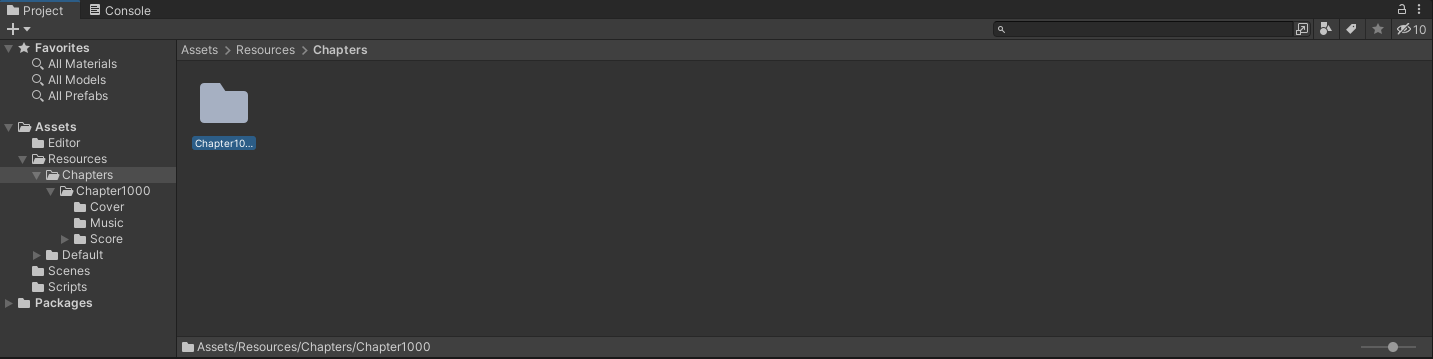 Project
Console
10
Favorites
All Materials
All Models
All Prefabs
Assets
Editor
Resources
Chapters
Chapter1000
Cover
Music
Score
Default
Scenes
Scripts
Packages
Assets > Resources > Chapters
Chapter10...
Assets/Resources/Chapters/Chapter1000